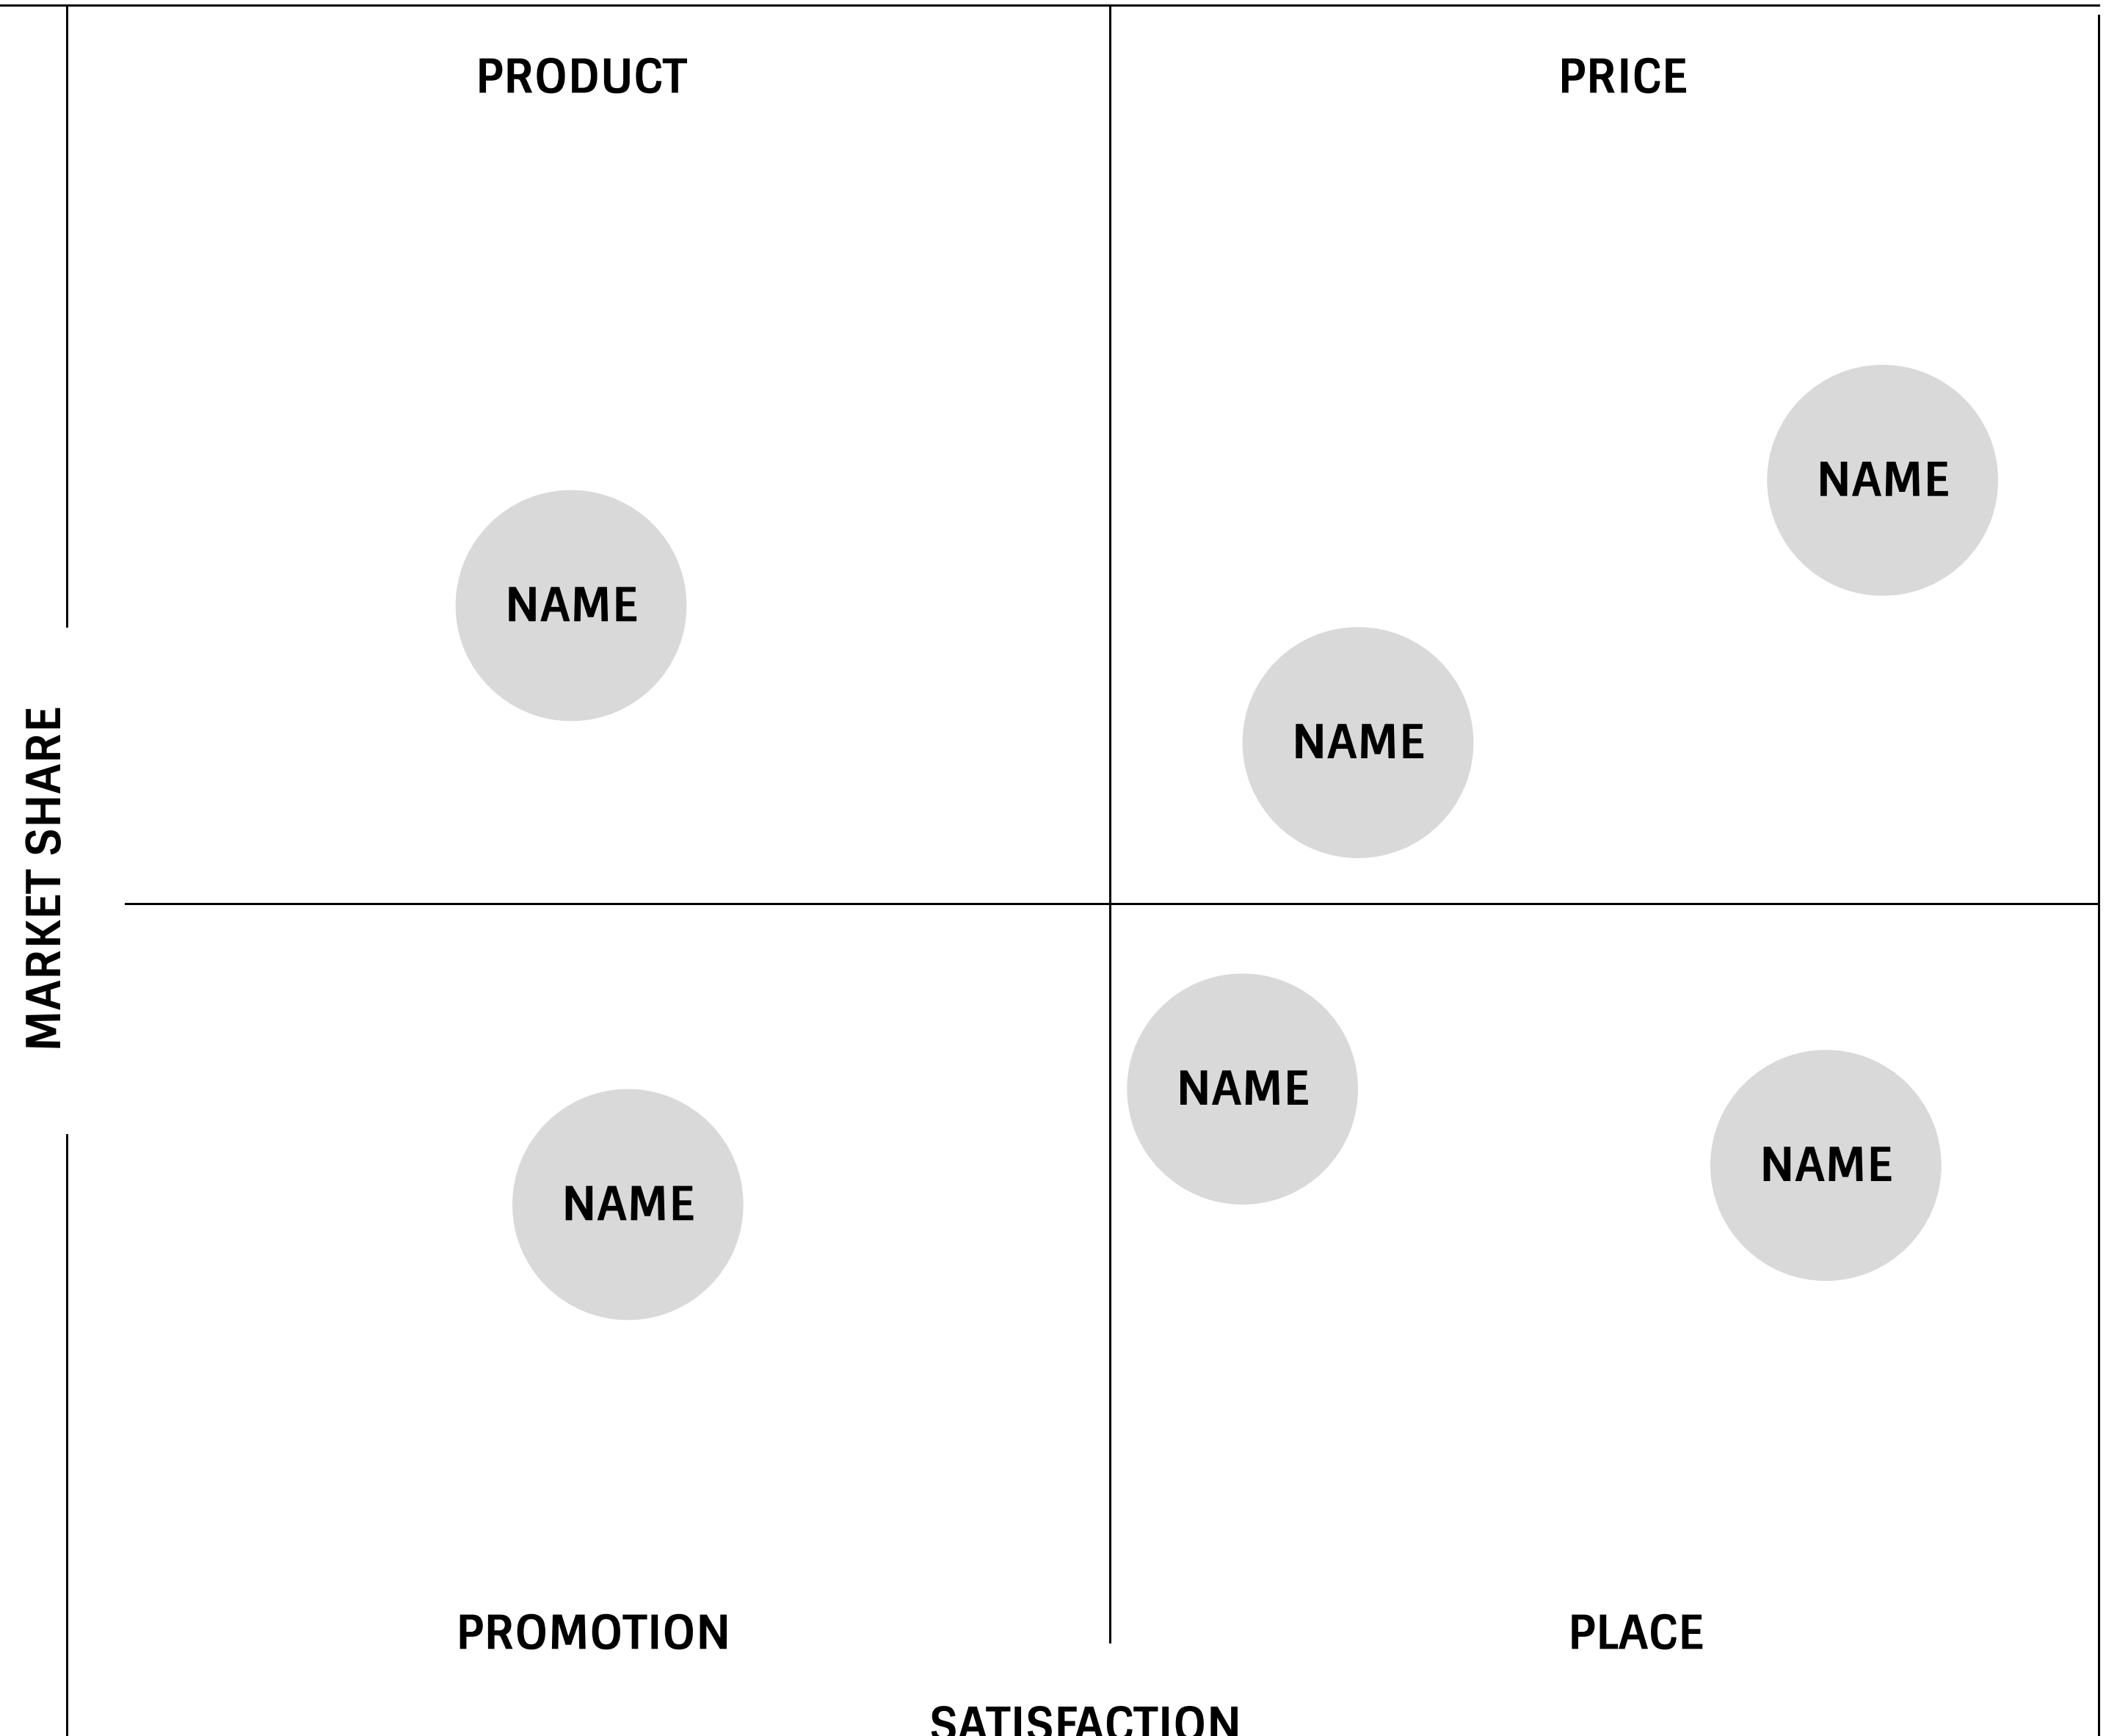 PRODUCT
PRICE
NAME
NAME
NAME
MARKET SHARE
NAME
NAME
NAME
PROMOTION
PLACE
SATISFACTION